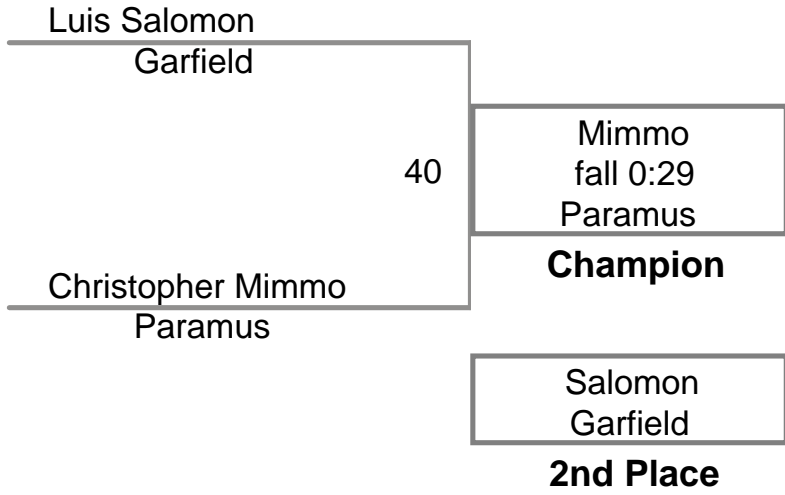 Luis Salomon
Garfield
40
Mimmo
fall 0:29
Paramus
Champion
Christopher Mimmo
Paramus
Salomon
Garfield
2nd Place